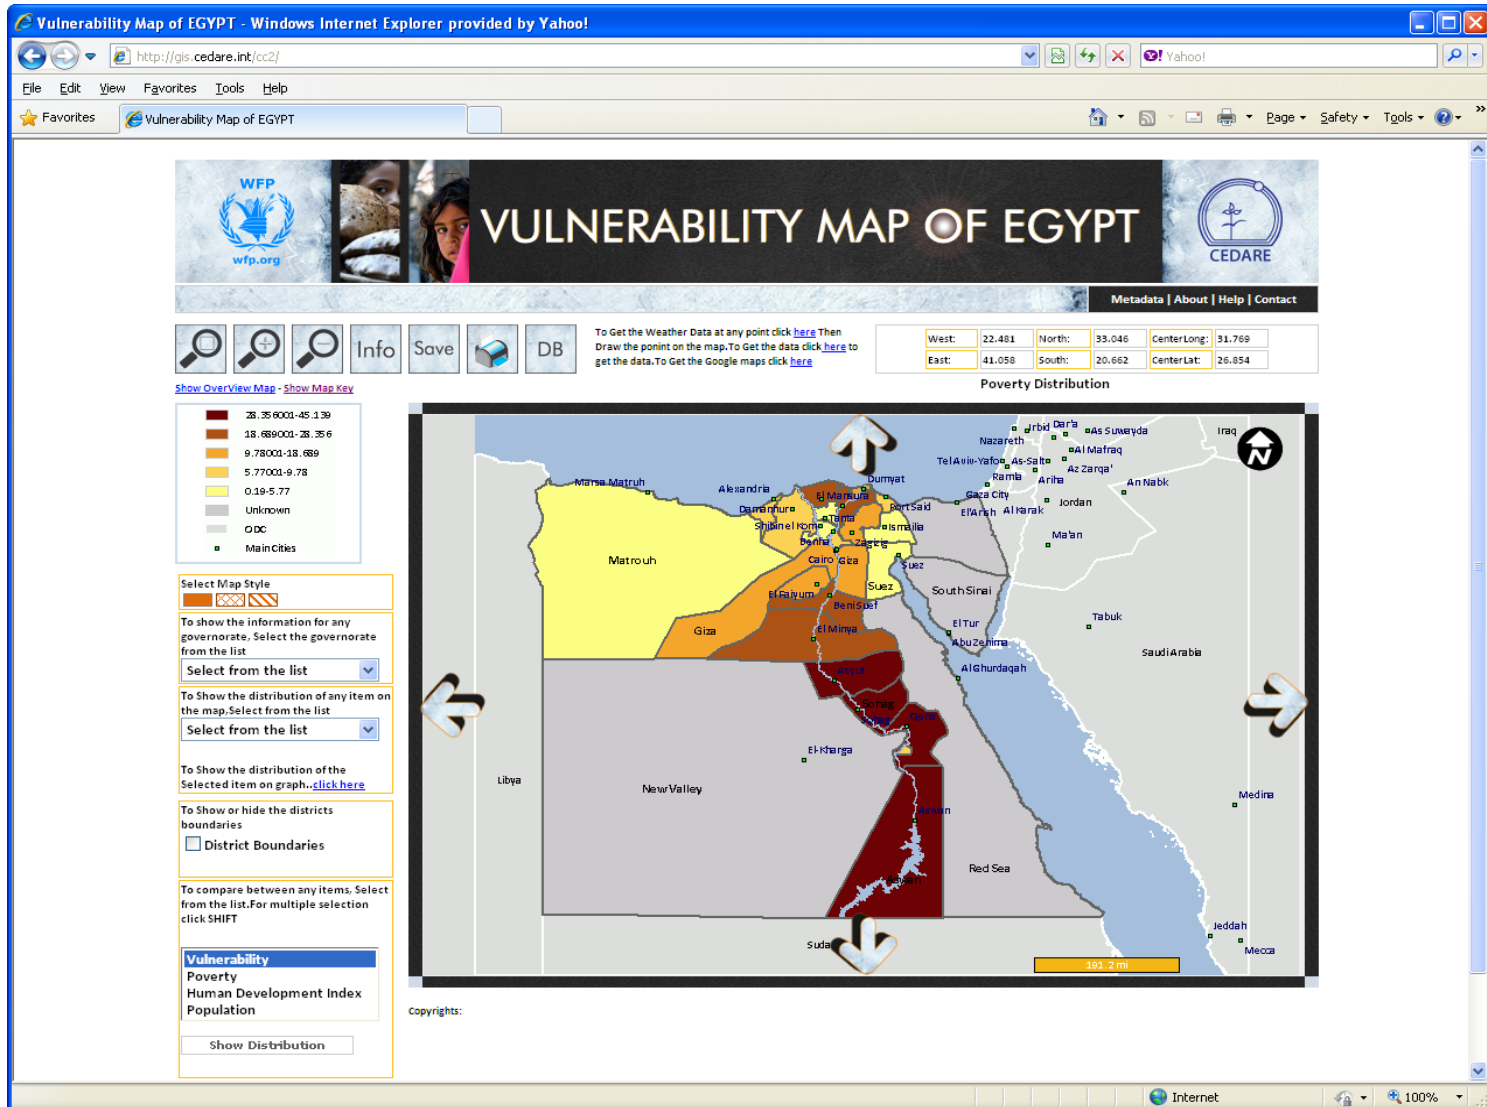 Vulnerability Map of EGYPT - Windows Internet Explorer provided by Yahoo!
http://gis.cedare.int/cc2/
Yahoo!
File Edit View Favorites Tools Help
Favorites
Vulnerability Map of EGYPT
Page Safety Tools
WFP
wfp.org
VULNERABILITY MAP OF EGYPT
CEDARE
Metadata | About | Help | Contact
Info
Save
DB
To Get the Weather Data at any point click here Then
Draw the ponint on the map.To Get the data click here to
get the data.To Get the Google maps click here
West: 22.481 North: 33.046 CenterLong: 31.769
East: 41.058 South: 20.662 CenterLat: 26.854
Show OverView Map - Show Map Key
Poverty Distribution
28.356001-45.139
18.689001-28.356
9.78001-18.689
5.77001-9.78
0.19-5.77
Unknown
ODC
Main Cities
Select Map Style
To show the information for any
governorate, Select the governorate
from the list
Select from the list
To Show the distribution of any item on
the map,Select from the list
Select from the list
To Show the distribution of the
Selected item on graph..click here
To Show or hide the districts
boundaries
District Boundaries
To compare between any items, Select
from the list.For multiple selection
click SHIFT
Vulnerability
Poverty
Human Development Index
Population
Show Distribution
N
Irbid
Dar'a
As Suwayda
Iraq
Nazareth
Al Mafraq
Tel Aviv-Yafo
As-Salt
Az Zarqa'
Ramla
Ariha
An Nabk
Marsa Matruh
Alexandria
Dumyat
El Mansura
Gaza City
Jordan
Damanhur
Port Said
El'Arish
Al Karak
Tanta
Shibin el Kom
Ismailia
Ma'an
Benha
Zagazig
Matrouh
Cairo
Giza
Suez
Suez
South Sinai
El Faiyum
Beni Suef
Giza
El Minya
El Tur
Tabuk
Abu Zenima
Saudi Arabia
Al Ghurdaqah
Asyut
Sohag
Sohag
Qena
El-Kharga
Libya
New Valley
Medina
Aswan
Aswan
Red Sea
Jeddah
Mecca
Suda
191.2 mi
Copyrights:
Internet
100%